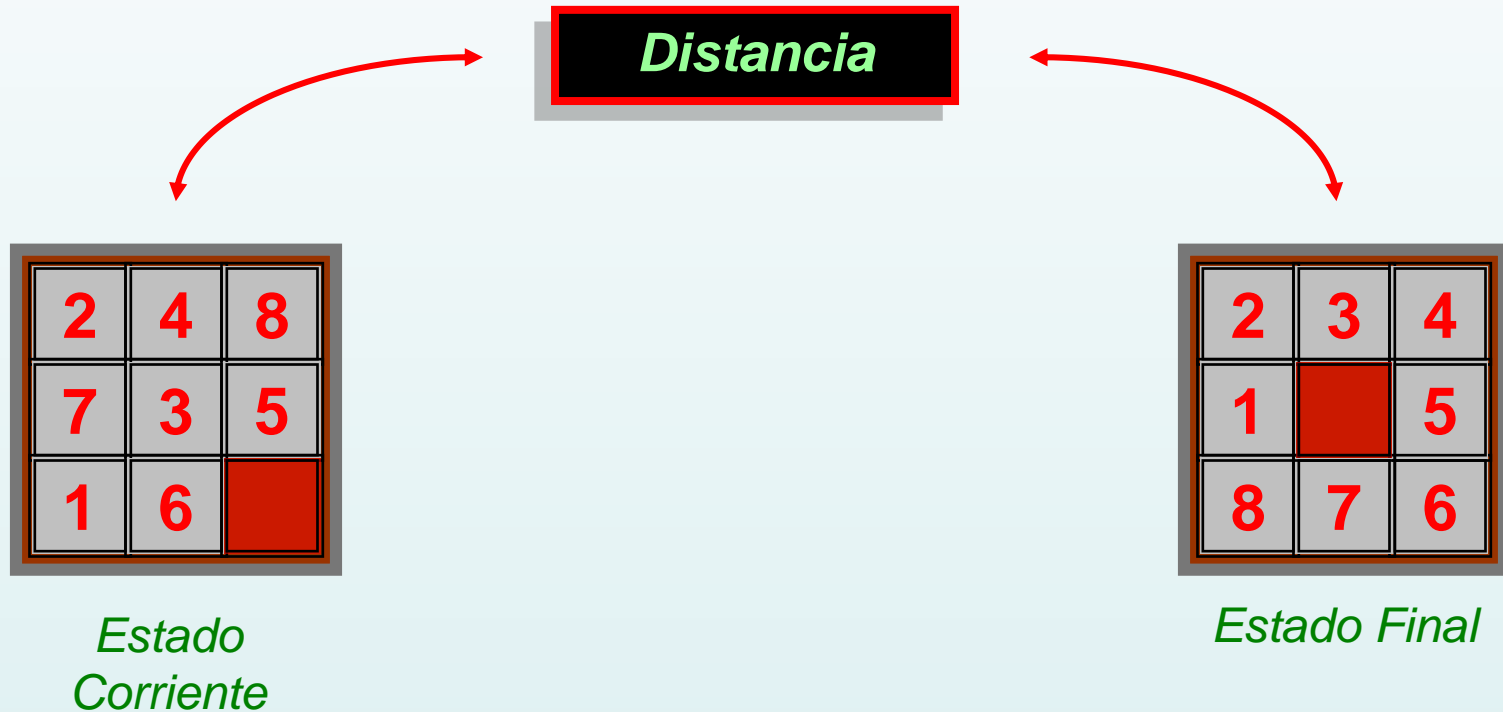 Distancia
2 4 8
7 3 5
1 6
Estado
Corriente
2 3 4
1 5
8 7 6
Estado Final